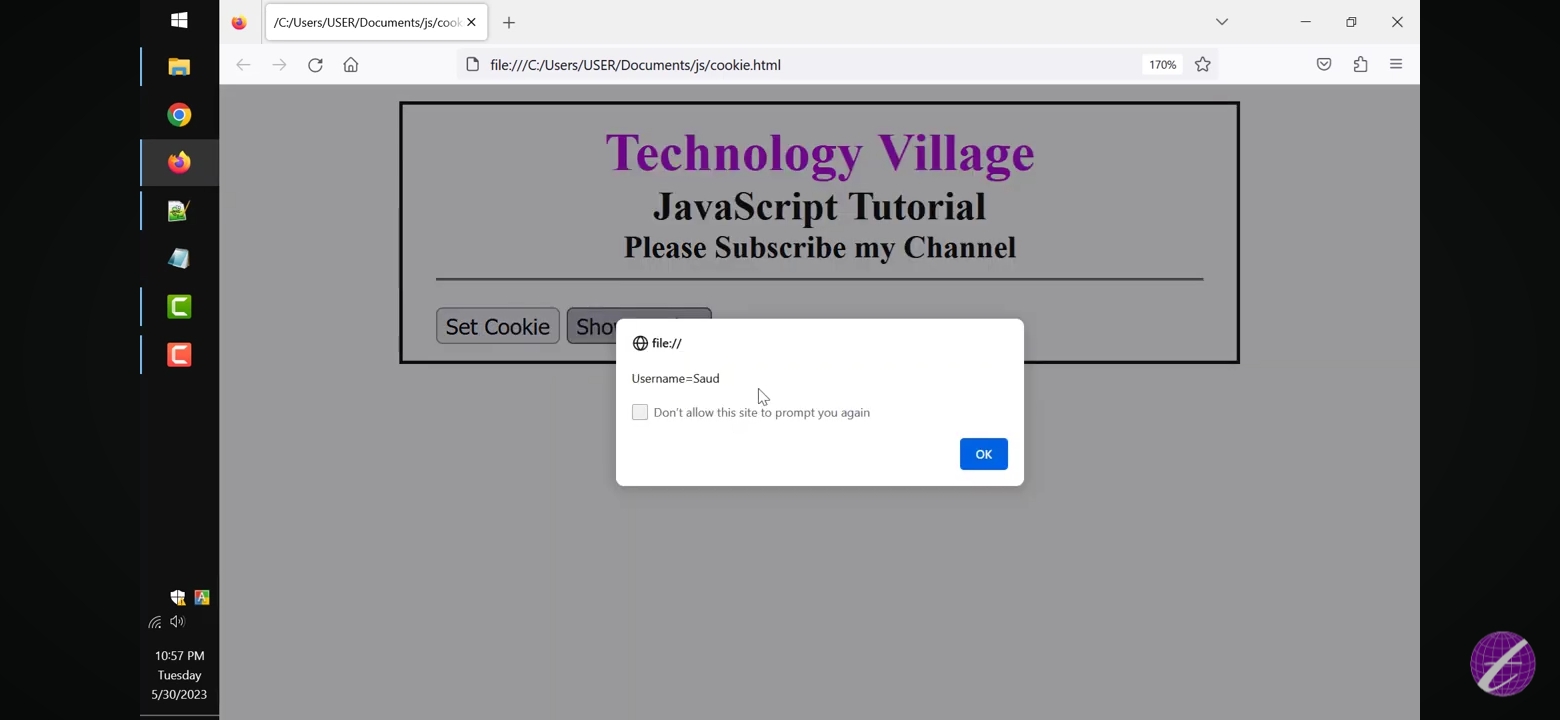 /C:/Users/USER/Documents/js/cook
file:///C:/Users/USER/Documents/js/cookie.html
170%
Technology Village
JavaScript Tutorial
Please Subscribe my Channel
Set Cookie
file://
Username=Saud
Don't allow this site to prompt you again
OK
10:57 PM
Tuesday
5/30/2023